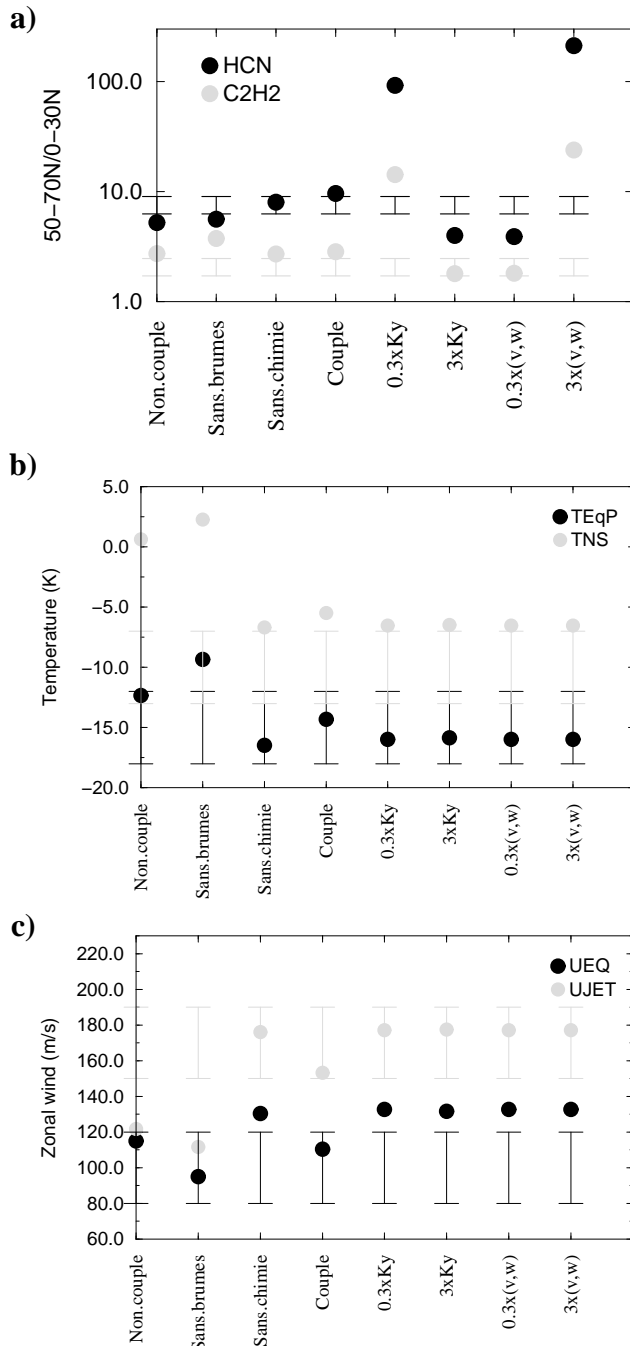 a)
50−70N/0−30N
100.0
10.0
1.0
HCN
C2H2
Non.couple
Sans.brumes
Sans.chimie
Couple
0.3xKy
3xKy
0.3x(v,w)
3x(v,w)
b)
Temperature (K)
5.0
0.0
−5.0
−10.0
−15.0
−20.0
TEqP
TNS
Non.couple
Sans.brumes
Sans.chimie
Couple
0.3xKy
3xKy
0.3x(v,w)
3x(v,w)
c)
Zonal wind (m/s)
220.0
200.0
180.0
160.0
140.0
120.0
100.0
80.0
60.0
UEQ
UJET
Non.couple
Sans.brumes
Sans.chimie
Couple
0.3xKy
3xKy
0.3x(v,w)
3x(v,w)